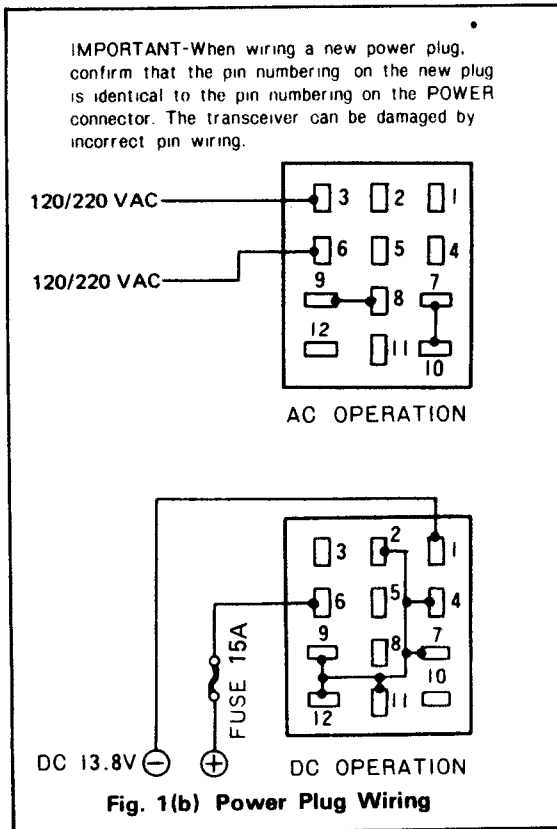 IMPORTANT-When wiring a new power plug,
confirm that the pin numbering on the new plug
is identical to the pin numbering on the POWER
connector. The transceiver can be damaged by
incorrect pin wiring.
120/220 VAC
3 2 1
120/220 VAC
6 5 4
9 8 7
12 11 10
AC OPERATION
3 2 1
6 5 4
9 8 7
12 11 10
FUSE 15A
DC 13.8V - +
DC OPERATION
Fig. 1(b) Power Plug Wiring